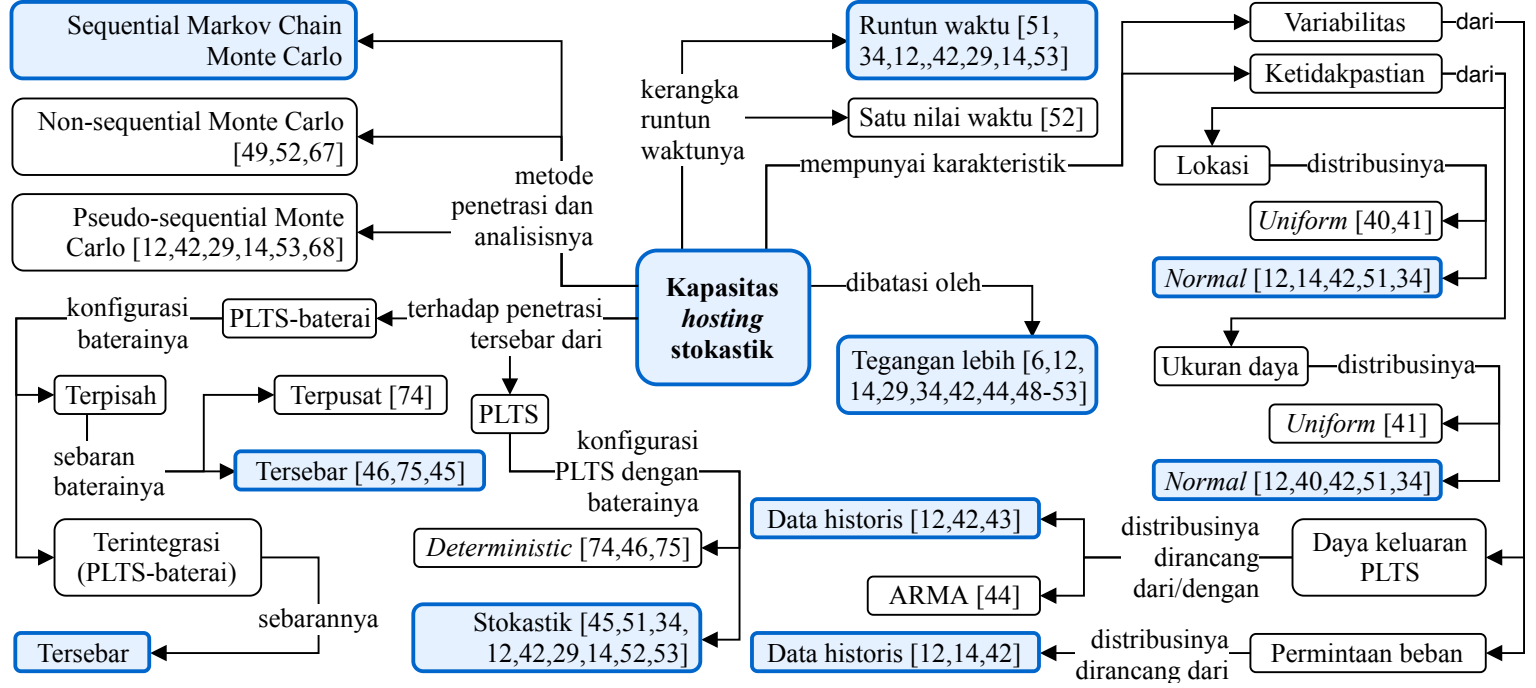 Sequential Markov Chain
Monte Carlo
Non-sequential Monte Carlo
[49,52,67]
Pseudo-sequential Monte
Carlo [12,42,29,14,53,68]
metode
penetrasi dan
analisisnya
Runtun waktu [51,
34,12,,42,29,14,53]
kerangka
runtun
waktunya
Satu nilai waktu [52]
mempunyai karakteristik
Variabilitas
dari
Ketidakpastian
dari
Lokasi
distribusinya
Uniform [40,41]
Normal [12,14,42,51,34]
Kapasitas
hosting
stokastik
dibatasi oleh
Tegangan lebih [6,12,
14,29,34,42,44,48-53]
Ukuran daya
distribusinya
Uniform [41]
Normal [12,40,42,51,34]
terhadap penetrasi
tersebar dari
PLTS-baterai
konfigurasi
baterainya
Terpisah
sebaran
baterainya
Terpusat [74]
Tersebar [46,75,45]
Terintegrasi
(PLTS-baterai)
sebarannya
Tersebar
PLTS
konfigurasi
PLTS dengan
baterainya
Deterministic [74,46,75]
Stokastik [45,51,34,
12,42,29,14,52,53]
Daya keluaran
PLTS
distribusinya
dirancang
dari/dengan
Data historis [12,42,43]
ARMA [44]
Permintaan beban
distribusinya
dirancang dari
Data historis [12,14,42]